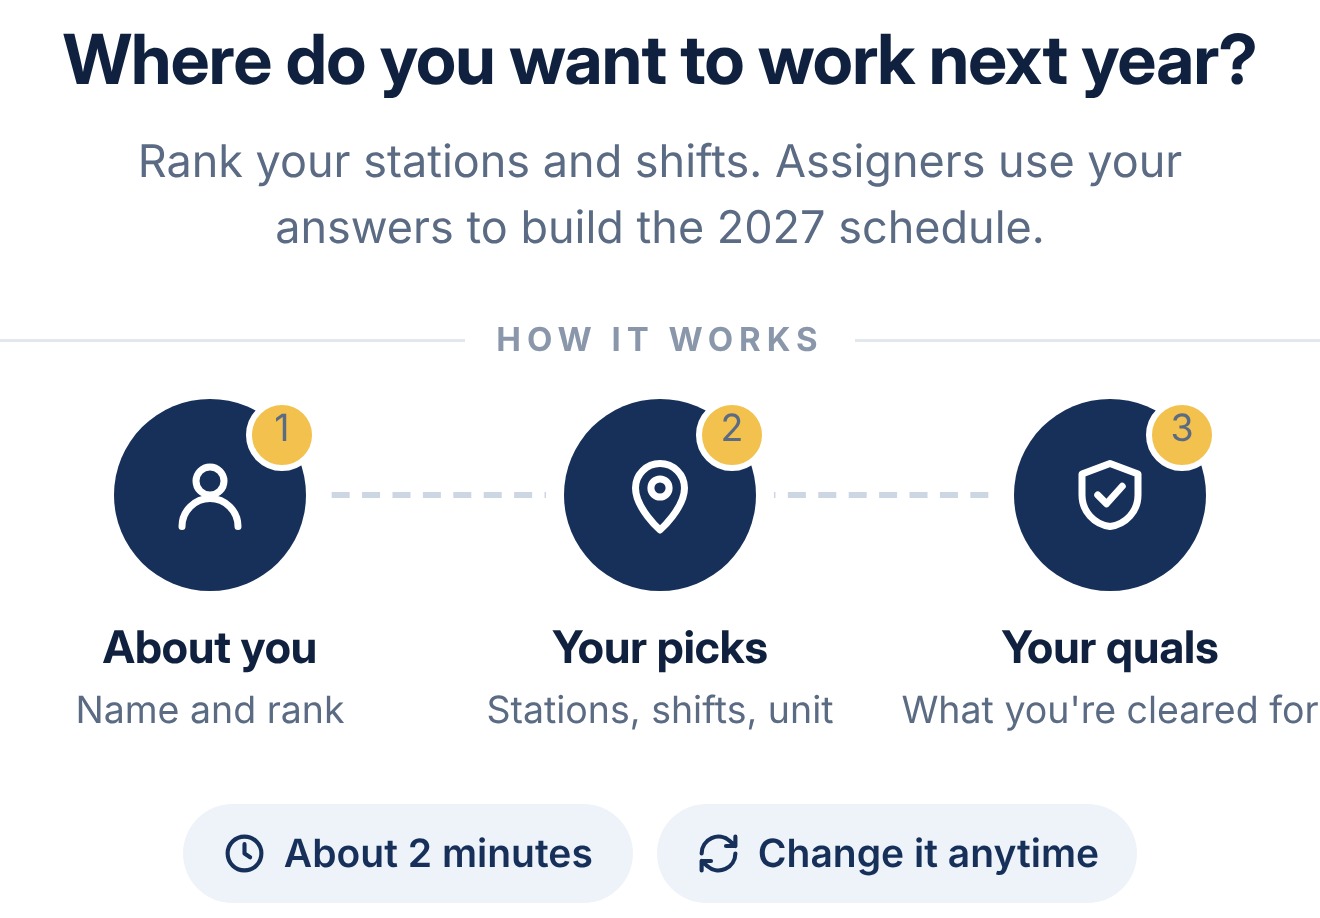 Where do you want to work next year?
Rank your stations and shifts. Assigners use your
answers to build the 2027 schedule.
HOW IT WORKS
1
2
3
About you
Your picks
Your quals
Name and rank
Stations, shifts, unit
What you're cleared for
About 2 minutes
Change it anytime